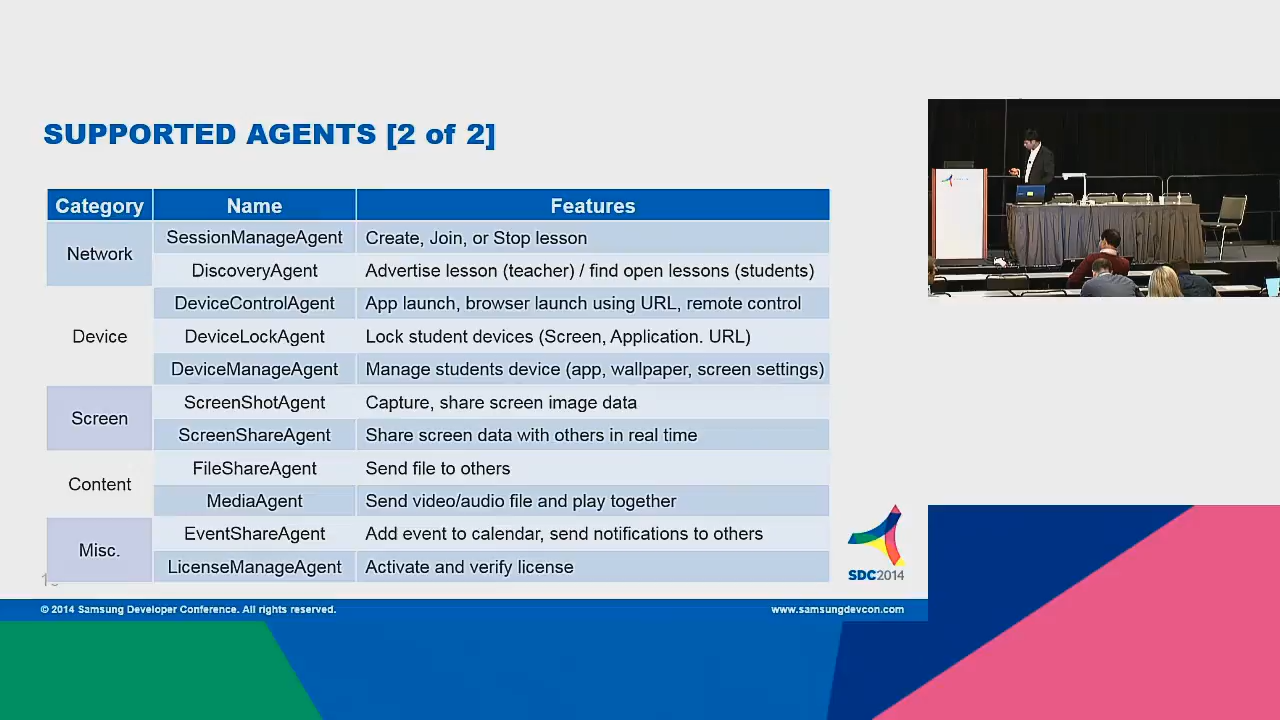 SUPPORTED AGENTS [2 of 2]
Category Name Features
Network SessionManageAgent Create, Join, or Stop lesson
DiscoveryAgent Advertise lesson (teacher) / find open lessons (students)
Device DeviceControlAgent App launch, browser launch using URL, remote control
DeviceLockAgent Lock student devices (Screen, Application. URL)
DeviceManageAgent Manage students device (app, wallpaper, screen settings)
Screen ScreenShotAgent Capture, share screen image data
ScreenShareAgent Share screen data with others in real time
Content FileShareAgent Send file to others
MediaAgent Send video/audio file and play together
Misc. EventShareAgent Add event to calendar, send notifications to others
LicenseManageAgent Activate and verify license
SDC2014
© 2014 Samsung Developer Conference. All rights reserved. www.samsungdevcon.com